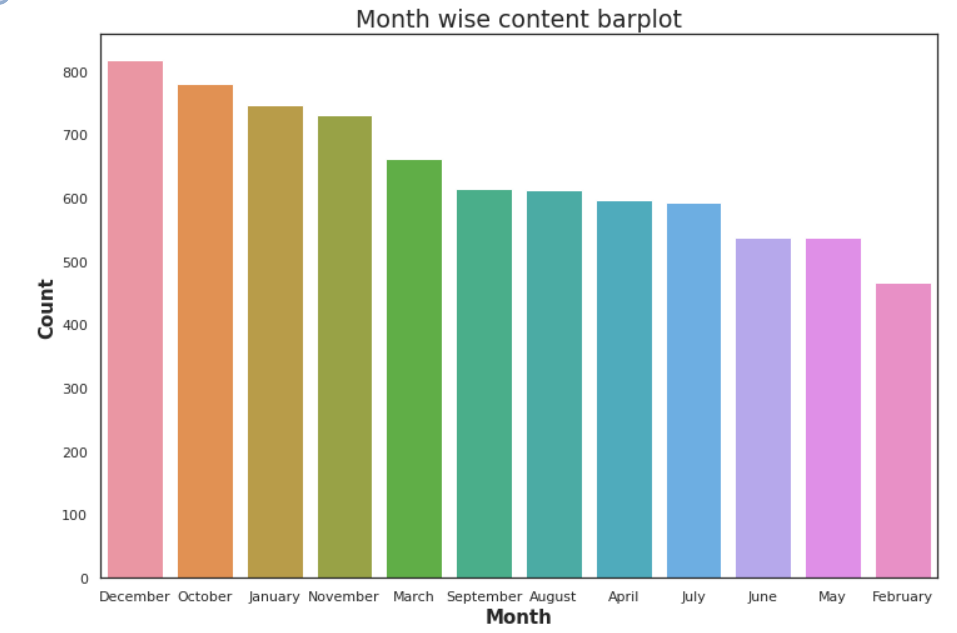 Month wise content barplot
800
700
600
500
400
300
200
100
0
Count
December October January November March September August April July June May February
Month